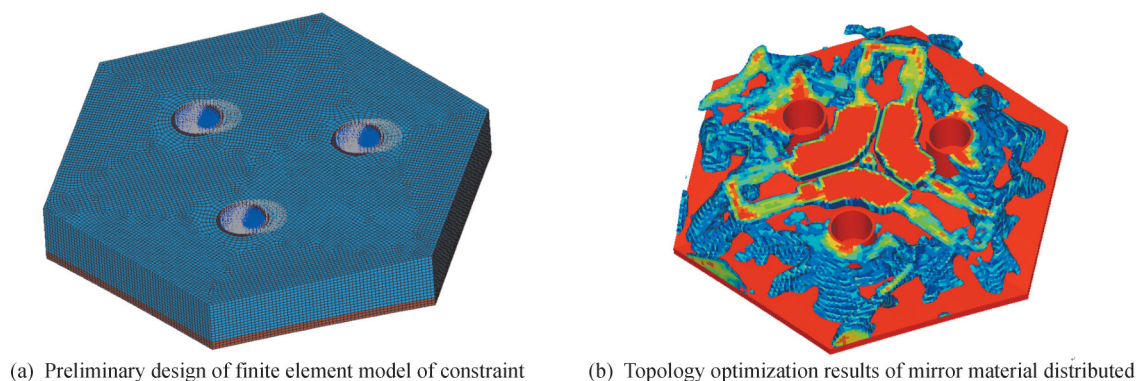 (a) Preliminary design of finite element model of constraint
(b) Topology optimization results of mirror material distributed